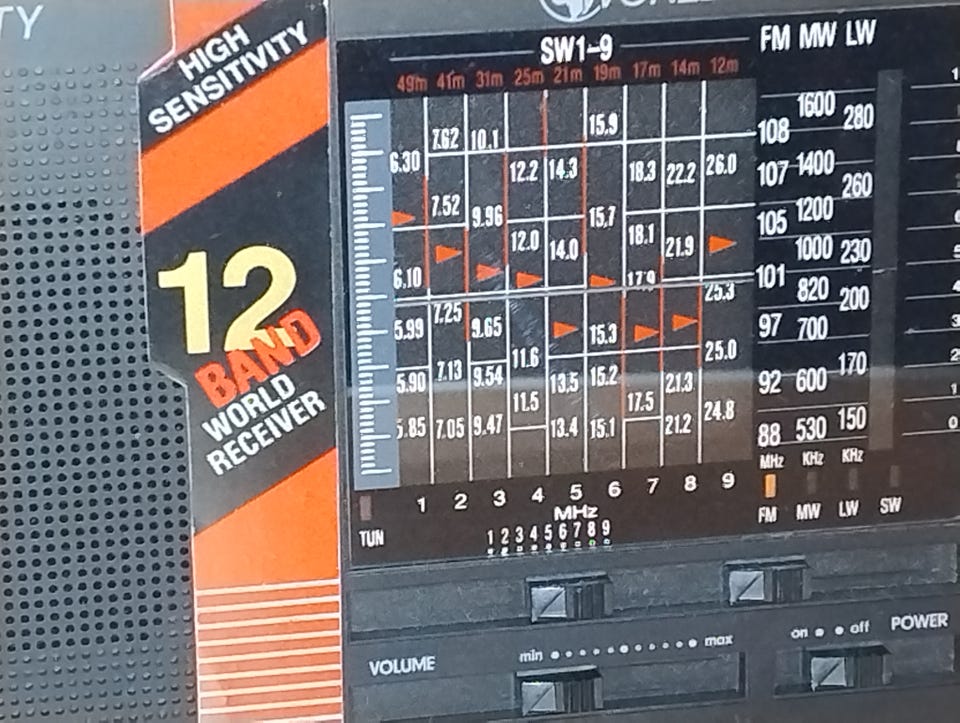 TY
HIGH
SENSITIVITY
12
BAND
WORLD
RECEIVER
SW1-9
FM MW LW
49m 41m 31m 25m 21m 19m 17m 14m 12m
7.62 10.1 15.9 108 1600 280
6.30 12.2 14.3 18.3 22.2 26.0 107 1400
7.52 9.96 15.7 105 1200 260
12.0 14.0 18.1 21.9 1000 230
6.10 17.9 25.3 101 820 200
5.99 7.25 9.65 15.3 97 700
11.6 25.0
5.90 7.13 9.54 13.5 15.2 21.3 92 600 170
11.5 17.5 24.8
5.85 7.05 9.47 13.4 15.1 21.2 88 530 150
MHz KHz KHz
1 2 3 4 5 6 7 8 9
MHz
FM MW LW SW
TUN
1 2 3 4 5 6 7 8 9
5
4
3
2
1
0
on off POWER
VOLUME min max